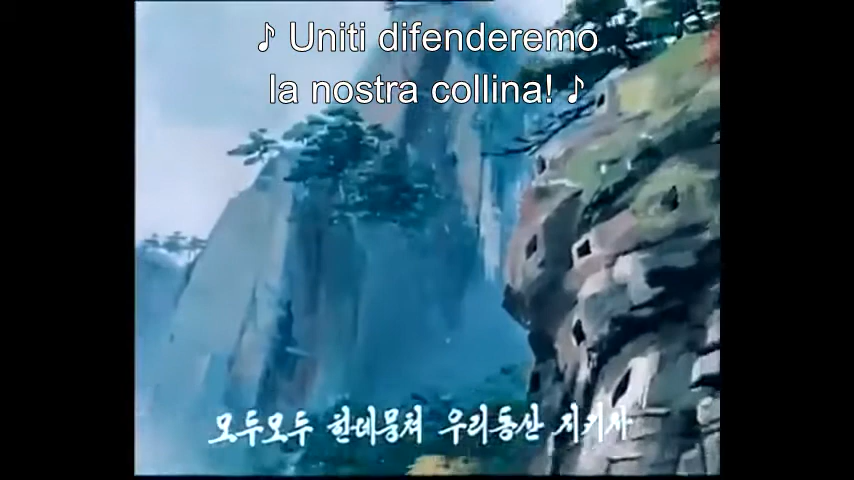 ♪ Uniti difenderemo
la nostra collina! ♪
모두모두 한데뭉쳐 우리동산 지키자